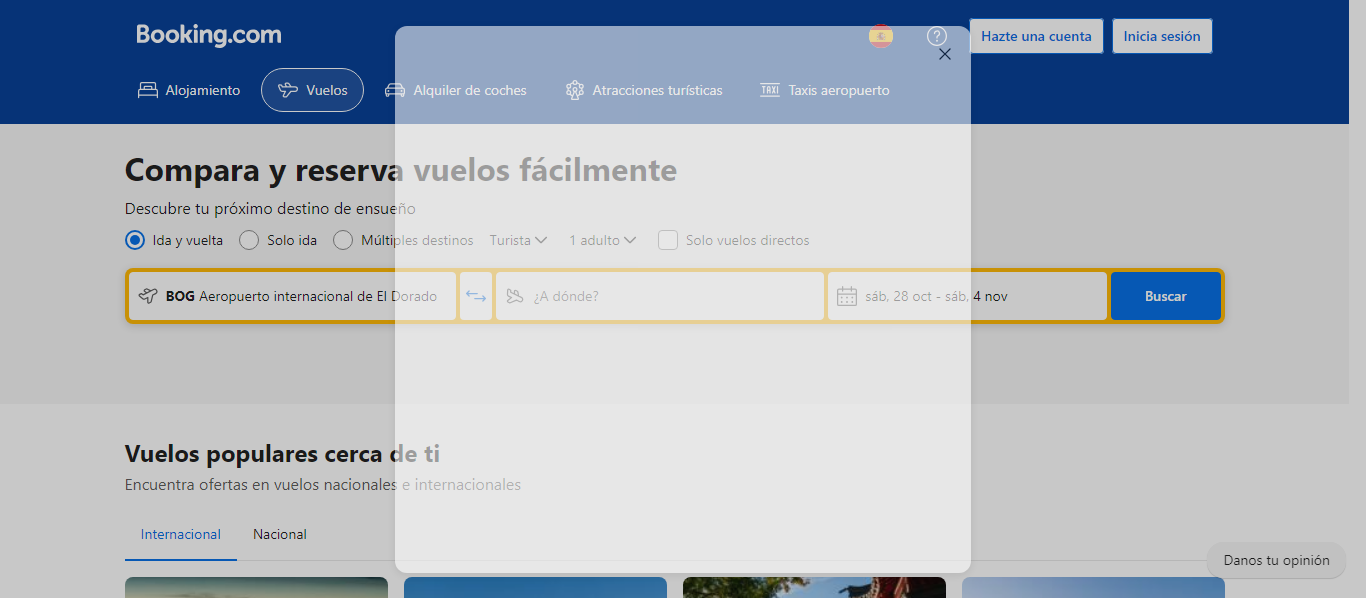 Booking.com
Hazte una cuenta
Inicia sesión
Alojamiento
Vuelos
Alquiler de coches
Atracciones turísticas
TAXI
Taxis aeropuerto
Compara y reserva vuelos fácilmente
Descubre tu próximo destino de ensueño
Ida y vuelta
Solo ida
Múltiples destinos
Turista
1 adulto
Solo vuelos directos
BOG Aeropuerto internacional de El Dorado
¿A dónde?
sáb, 28 oct - sáb, 4 nov
Buscar
Vuelos populares cerca de ti
Encuentra ofertas en vuelos nacionales e internacionales
Internacional
Nacional
Danos tu opinión